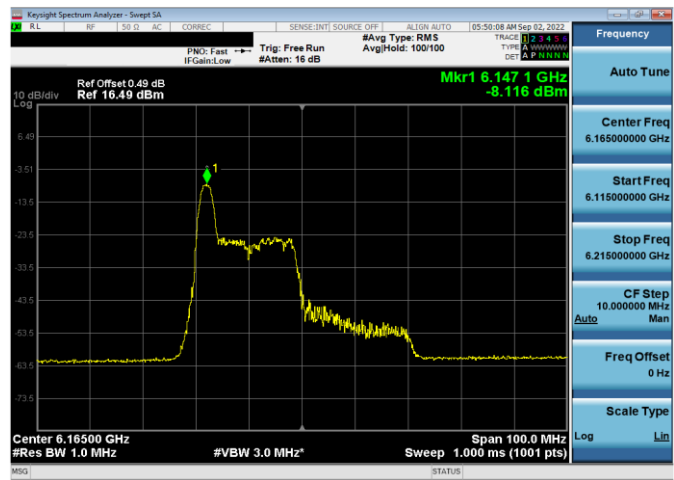 Keysight Spectrum Analyzer - Swept SA
RL RF 50 Ω AC CORREC SENSE:INT SOURCE OFF ALIGN AUTO 05:50:08 AM Sep 02, 2022
PNO: Fast
IFGain:Low
Trig: Free Run
#Atten: 16 dB
#Avg Type: RMS
Avg|Hold: 100/100
TRACE 1 2 3 4 5 6
TYPE A WWWWW
DET A P N N N N
Mkr1 6.147 1 GHz
-8.116 dBm
Ref Offset 0.49 dB
10 dB/div Ref 16.49 dBm
Log
6.49
-3.51
-13.5
-23.5
-33.5
-43.5
-53.5
-63.5
-73.5
1
Center 6.16500 GHz
#Res BW 1.0 MHz
#VBW 3.0 MHz*
Span 100.0 MHz
Sweep 1.000 ms (1001 pts)
MSG STATUS
Frequency
Auto Tune
Center Freq
6.165000000 GHz
Start Freq
6.115000000 GHz
Stop Freq
6.215000000 GHz
CF Step
10.000000 MHz
Auto Man
Freq Offset
0 Hz
Scale Type
Log Lin